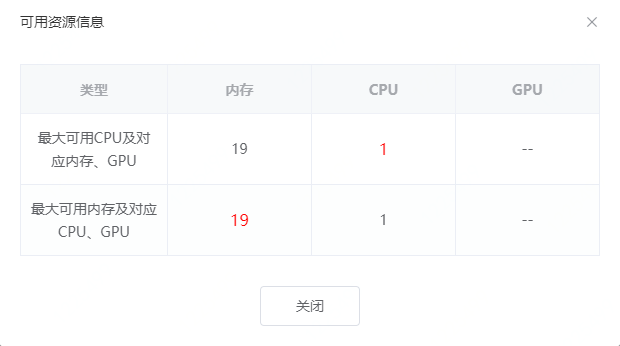 可用资源信息
类型 内存 CPU GPU
最大可用CPU及对
应内存、GPU
19 1 --
最大可用内存及对应
CPU、GPU
19 1 --
关闭